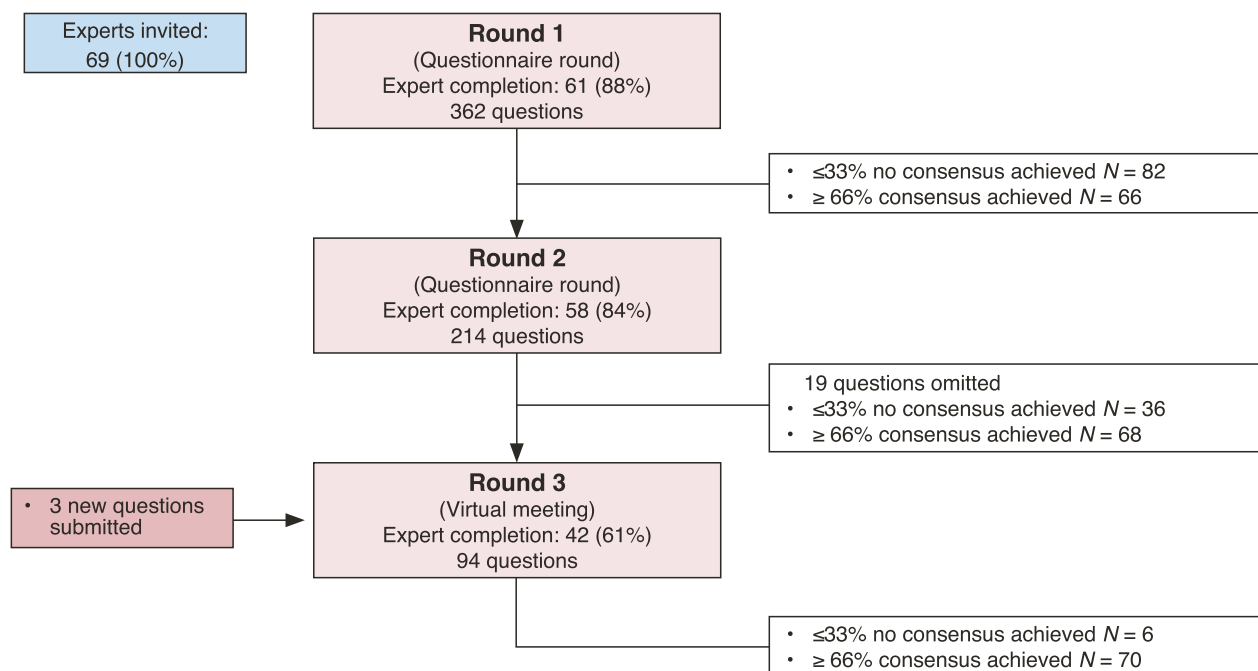 Experts invited:
69 (100%)
Round 1
(Questionnaire round)
Expert completion: 61 (88%)
362 questions
• ≤33% no consensus achieved N = 82
• ≥ 66% consensus achieved N = 66
Round 2
(Questionnaire round)
Expert completion: 58 (84%)
214 questions
19 questions omitted
• ≤33% no consensus achieved N = 36
• ≥ 66% consensus achieved N = 68
Round 3
(Virtual meeting)
Expert completion: 42 (61%)
94 questions
• 3 new questions
submitted
• ≤33% no consensus achieved N = 6
• ≥ 66% consensus achieved N = 70